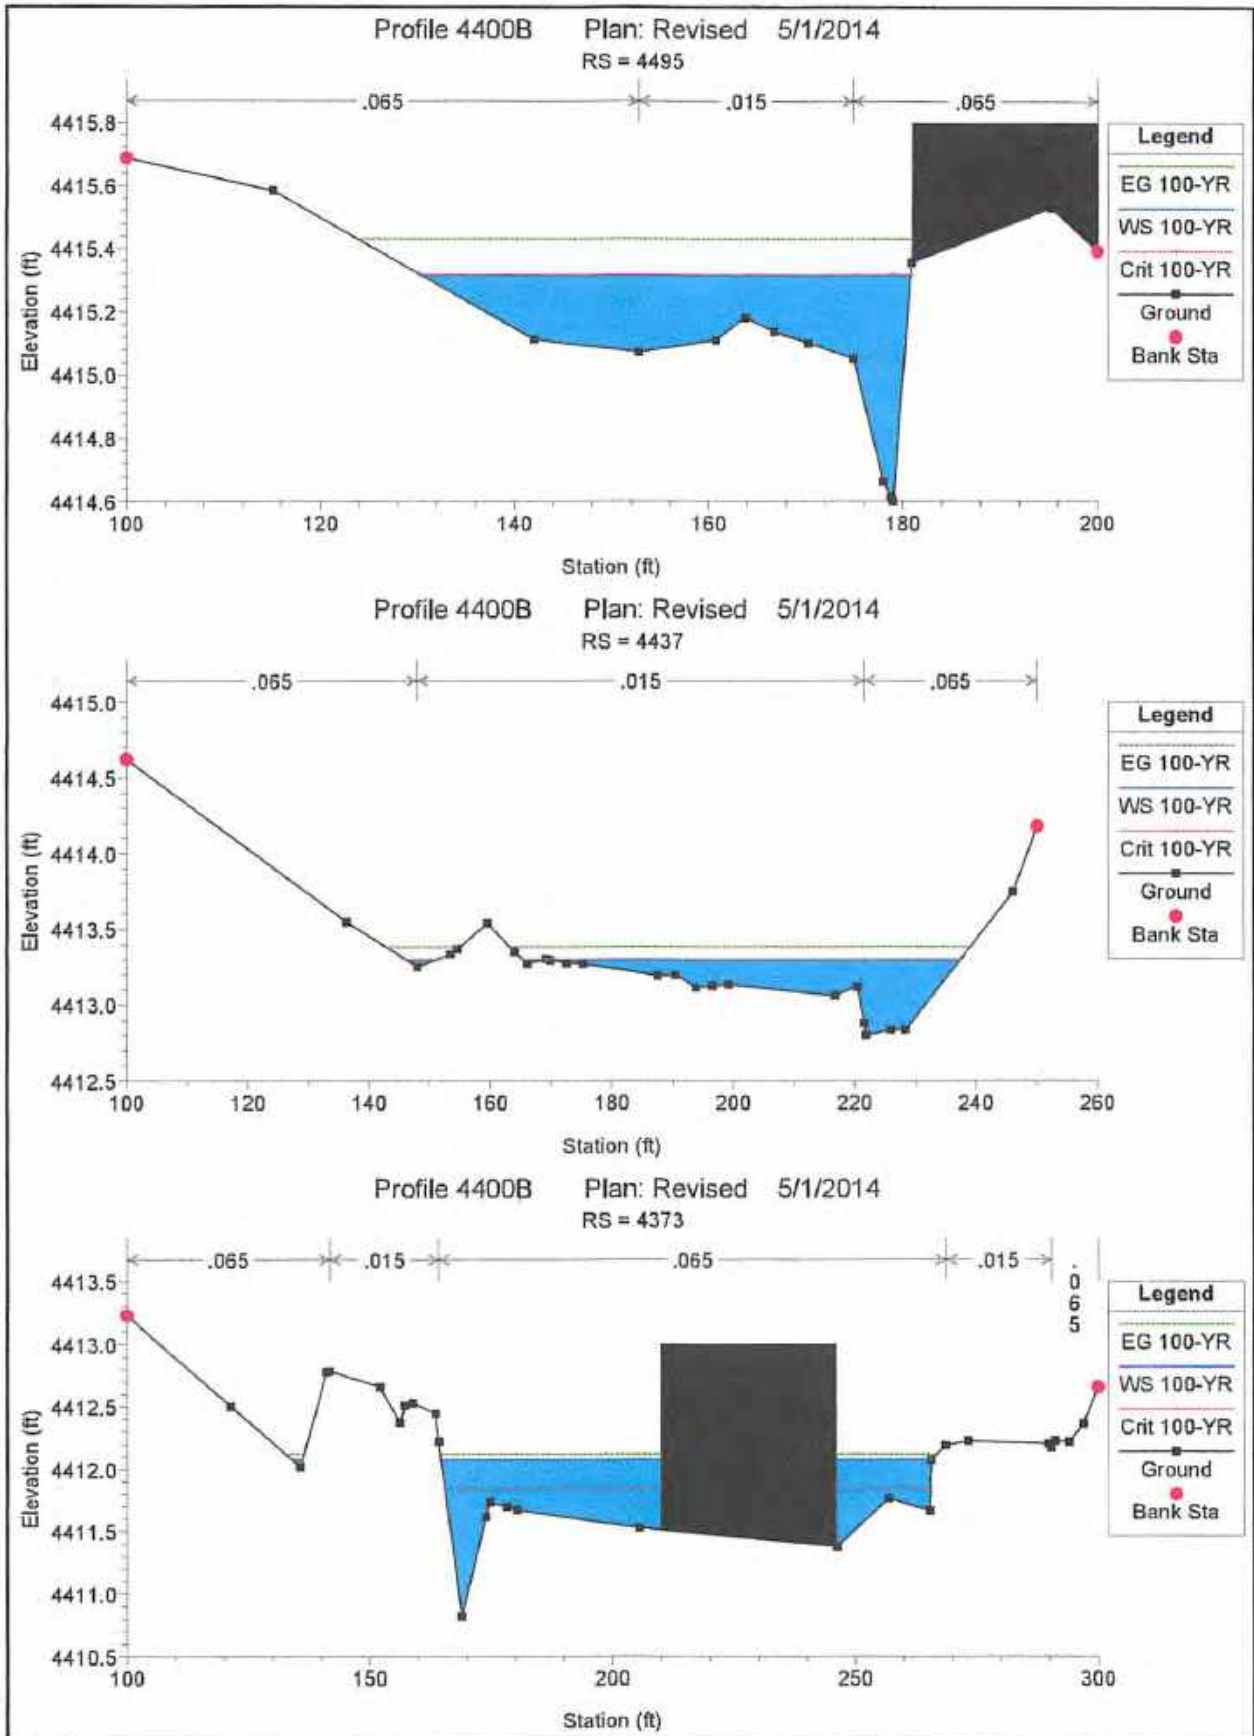 Profile 4400B Plan: Revised 5/1/2014
RS = 4495
.065 .015 .065
4415.8
4415.6
4415.4
4415.2
4415.0
4414.8
4414.6
Elevation (ft)
100 120 140 160 180 200
Station (ft)
Legend
EG 100-YR
WS 100-YR
Crit 100-YR
Ground
Bank Sta
Profile 4400B Plan: Revised 5/1/2014
RS = 4437
.065 .015 .065
4415.0
4414.5
4414.0
4413.5
4413.0
4412.5
Elevation (ft)
100 120 140 160 180 200 220 240 260
Station (ft)
Legend
EG 100-YR
WS 100-YR
Crit 100-YR
Ground
Bank Sta
Profile 4400B Plan: Revised 5/1/2014
RS = 4373
.065 .015 .065 .015 .065
4413.5
4413.0
4412.5
4412.0
4411.5
4411.0
4410.5
Elevation (ft)
100 150 200 250 300
Station (ft)
Legend
EG 100-YR
WS 100-YR
Crit 100-YR
Ground
Bank Sta